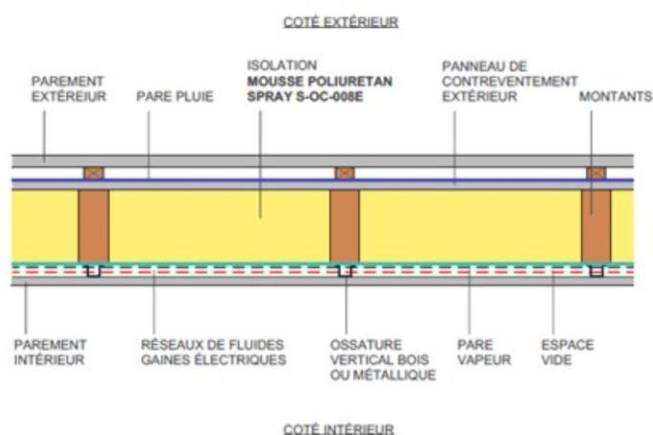 COTÉ EXTÉRIEUR
PAREMENT
EXTÉREIUR
PARE PLUIE
ISOLATION
MOUSSE POLIURETAN
SPRAY S-OC-008E
PANNEAU DE
CONTREVENTEMENT
EXTÉRIEUR
MONTANTS
PAREMENT
INTÉRIEUR
RÉSEAUX DE FLUIDES
GAINES ÉLECTRIQUES
OSSATURE
VERTICAL BOIS
OU MÉTALLIQUE
PARE
VAPEUR
ESPACE
VIDE
COTÉ INTÉRIEUR